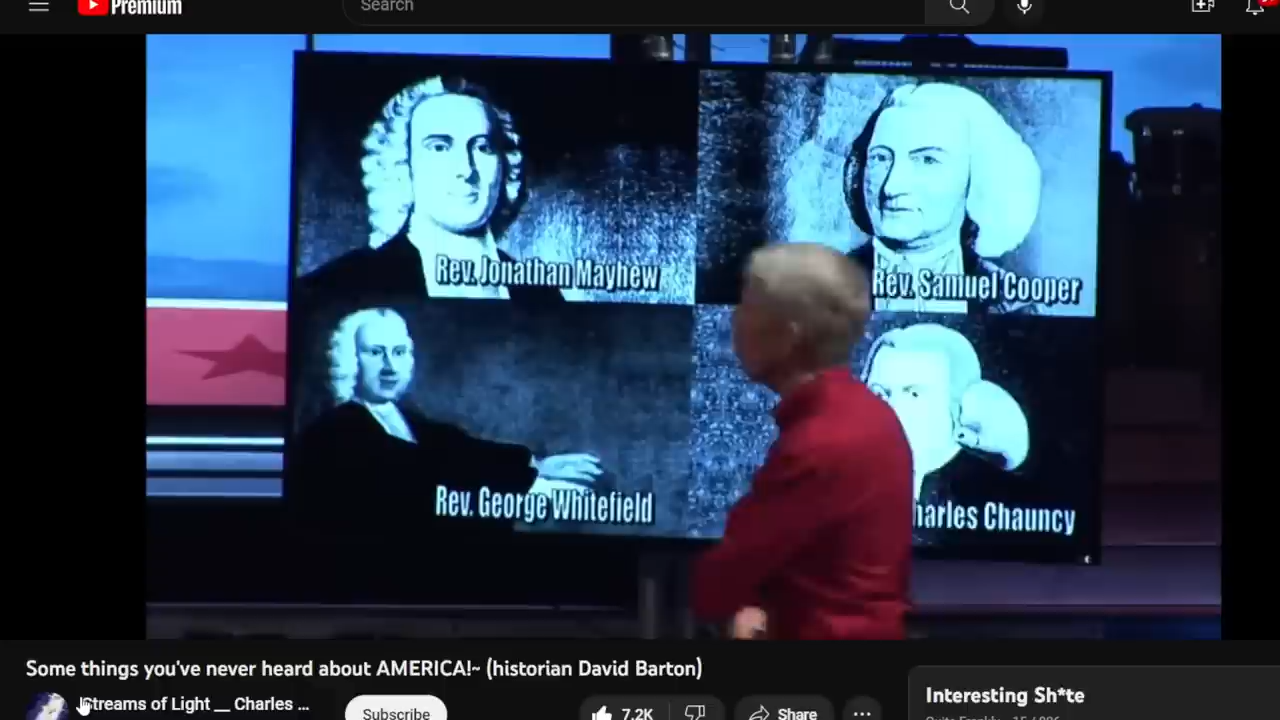 Premium
Search
Rev. Jonathan Mayhew
Rev. Samuel Cooper
Rev. George Whitefield
harles Chauncy
Some things you've never heard about AMERICA!~ (historian David Barton)
Streams of Light __ Charles ...
Subscribe
7.2K
Share
...
Interesting Sh*te